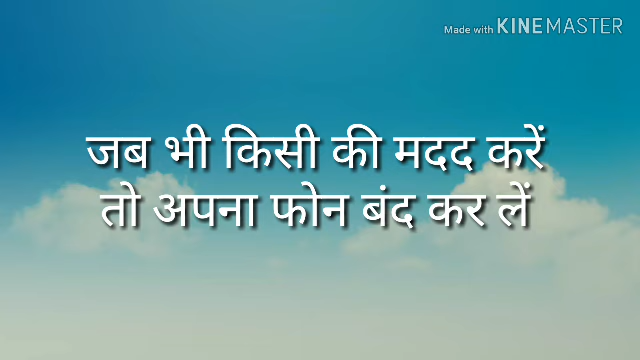 Made with KINEMASTER
जब भी किसी की मदद करें
तो अपना फोन बंद कर लें